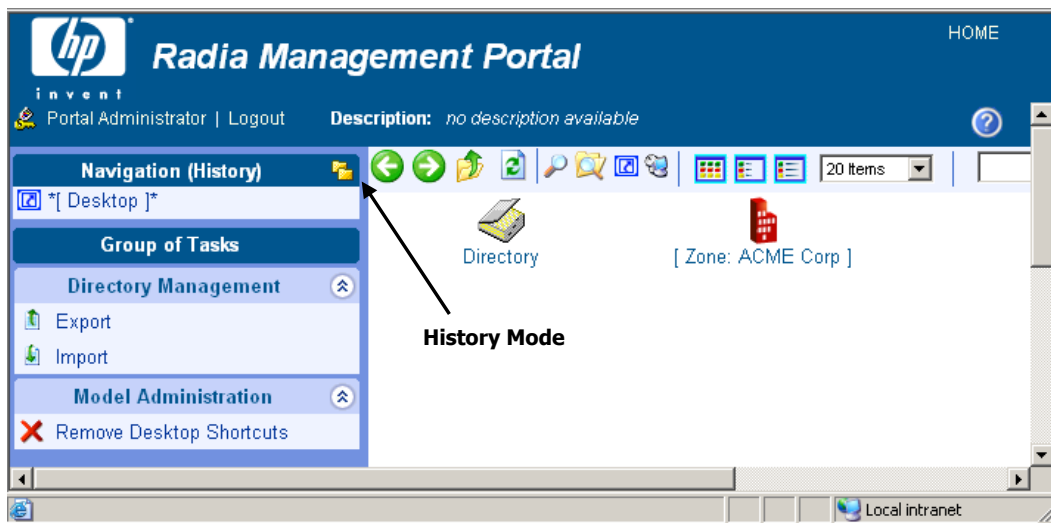 HOME
hp
Radia Management Portal
invent
Portal Administrator | Logout Description: no description available
?
Navigation (History)
20 Items
*[ Desktop ]*
Group of Tasks
Directory
[ Zone: ACME Corp ]
Directory Management
Export
History Mode
Import
Model Administration
Remove Desktop Shortcuts
Local intranet